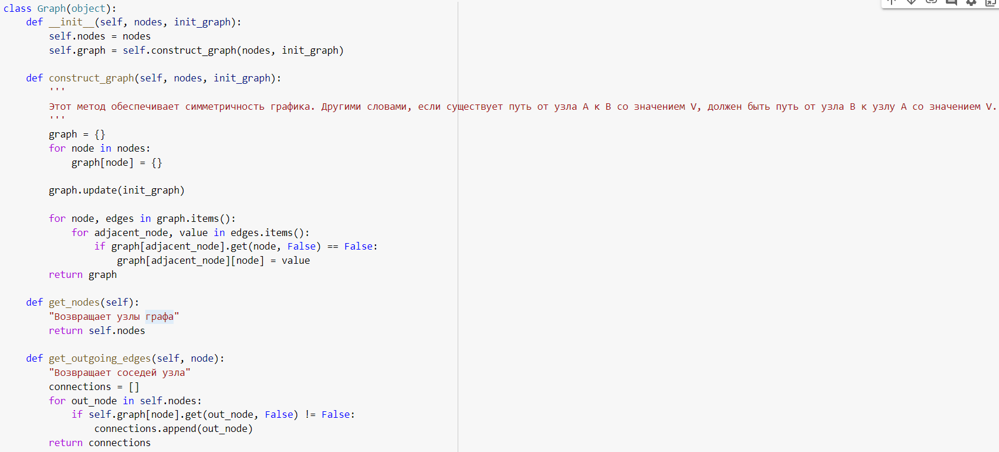 class Graph(object):
    def __init__(self, nodes, init_graph):
        self.nodes = nodes
        self.graph = self.construct_graph(nodes, init_graph)
    def construct_graph(self, nodes, init_graph):
        '''
        Этот метод обеспечивает симметричность графика. Другими словами, если существует путь от узла A к B со значением V, должен быть путь от узла B к узлу A со значением V.
        '''
        graph = {}
        for node in nodes:
            graph[node] = {}
        graph.update(init_graph)
        for node, edges in graph.items():
            for adjacent_node, value in edges.items():
                if graph[adjacent_node].get(node, False) == False:
                    graph[adjacent_node][node] = value
        return graph
    def get_nodes(self):
        "Возвращает узлы графа"
        return self.nodes
    def get_outgoing_edges(self, node):
        "Возвращает соседей узла"
        connections = []
        for out_node in self.nodes:
            if self.graph[node].get(out_node, False) != False:
                connections.append(out_node)
        return connections